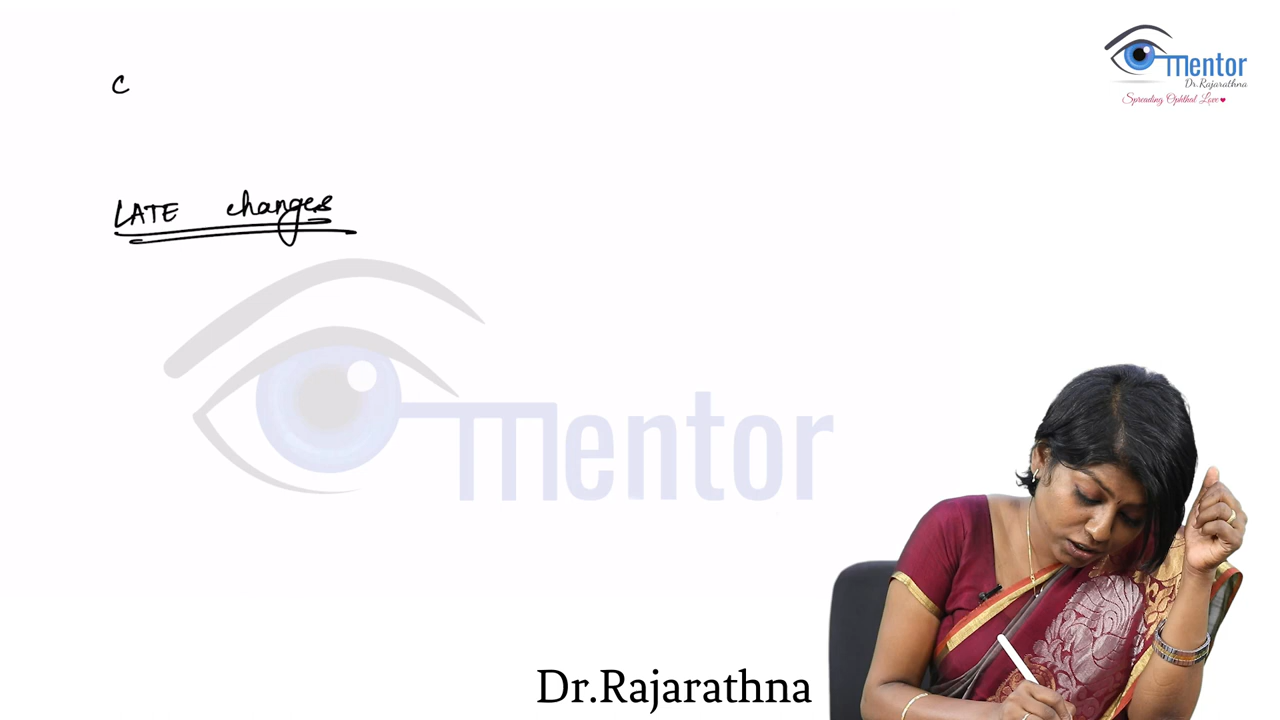 mentor
Dr.Rajarathna
Spreading Ophthal Love
C
LATE changes
mentor
Dr.Rajarathna